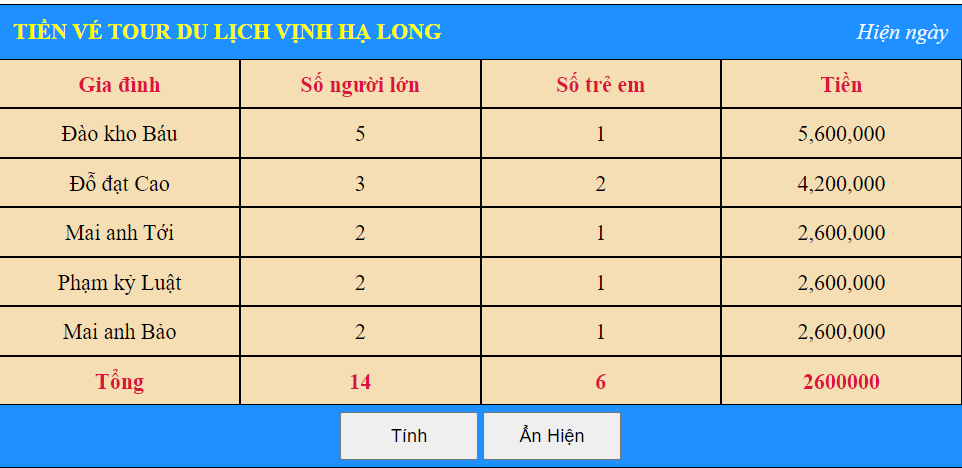 TIỀN VÉ TOUR DU LỊCH VỊNH HẠ LONG Hiện ngày
Gia đình Số người lớn Số trẻ em Tiền
Đào kho Báu 5 1 5,600,000
Đỗ đạt Cao 3 2 4,200,000
Mai anh Tới 2 1 2,600,000
Phạm kỷ Luật 2 1 2,600,000
Mai anh Bảo 2 1 2,600,000
Tổng 14 6 2600000
Tính Ẩn Hiện